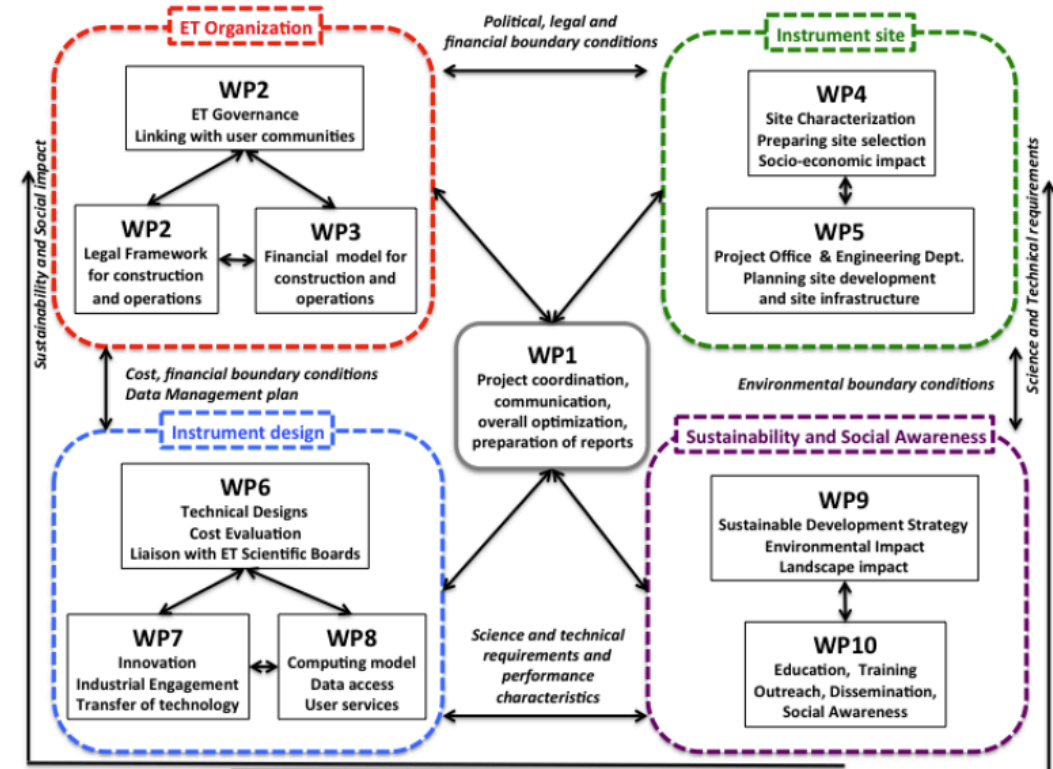 ET Organization
Political, legal and
financial boundary conditions
Instrument site
WP2
ET Governance
Linking with user communities
WP2
Legal Framework
for construction
and operations
WP3
Financial model for
construction and
operations
WP4
Site Characterization
Preparing site selection
Socio-economic impact
WP5
Project Office & Engineering Dept.
Planning site development
and site infrastructure
Sustainability and Social impact
Science and Technical requirements
WP1
Project coordination,
communication,
overall optimization,
preparation of reports
Cost, financial boundary conditions
Data Management plan
Environmental boundary conditions
Instrument design
Sustainability and Social Awareness
WP6
Technical Designs
Cost Evaluation
Liaison with ET Scientific Boards
WP7
Innovation
Industrial Engagement
Transfer of technology
WP8
Computing model
Data access
User services
Science and technical
requirements and
performance
characteristics
WP9
Sustainable Development Strategy
Environmental Impact
Landscape impact
WP10
Education, Training
Outreach, Dissemination,
Social Awareness